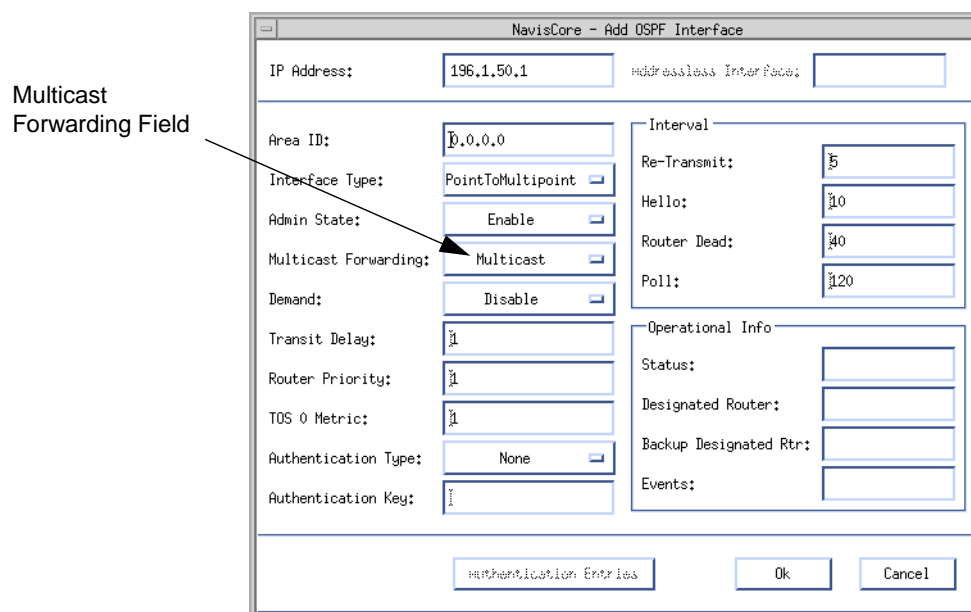 NavisCore - Add OSPF Interface
IP Address: 196.1.50.1 Addressless Interface:
Multicast
Forwarding Field
Area ID: 0.0.0.0
Interface Type: PointToMultipoint
Admin State: Enable
Multicast Forwarding: Multicast
Demand: Disable
Transit Delay: 1
Router Priority: 1
TOS 0 Metric: 1
Authentication Type: None
Authentication Key:
Interval
Re-Transmit: 5
Hello: 10
Router Dead: 40
Poll: 120
Operational Info
Status:
Designated Router:
Backup Designated Rtr:
Events:
Authentication Entries Ok Cancel